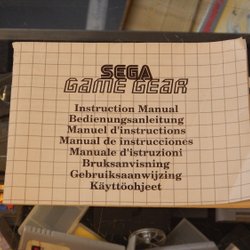 SEGA
GAME GEAR
Instruction Manual
Bedienungsanleitung
Manuel d'instructions
Manual de instrucciones
Manuale d'istruzioni
Bruksanvisning
Gebruiksaanwijzing
Käyttöohjeet